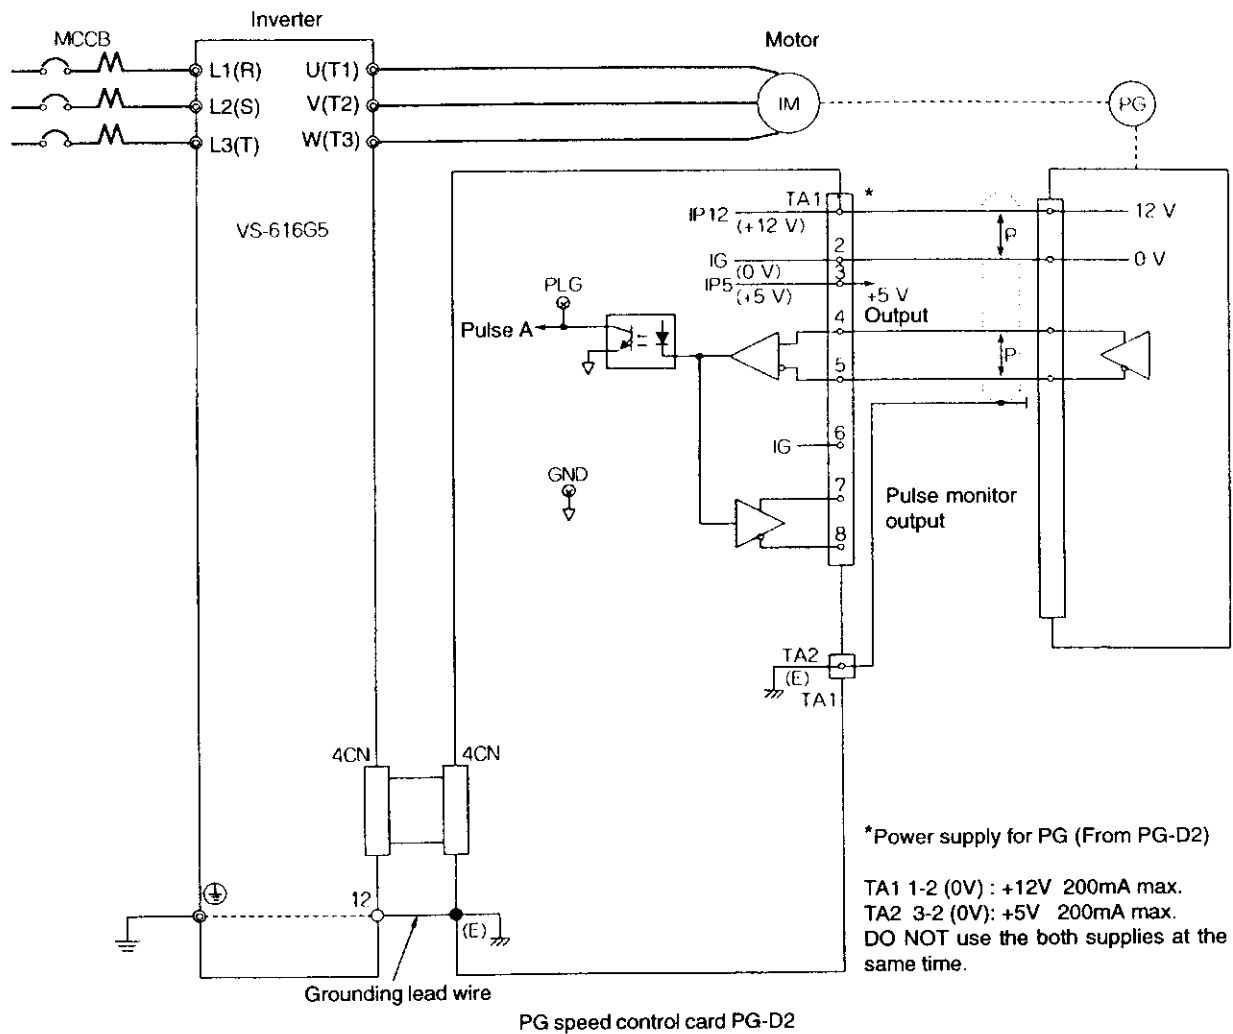 Inverter
MCCB
Motor
L1(R)
U(T1)
L2(S)
V(T2)
IM
PG
L3(T)
W(T3)
VS-616G5
TA1
*
IP12
(+12 V)
P
12 V
2
IG
(0 V)
0 V
3
IP5
(+5 V)
+5 V
Output
PLG
Pulse A
4
P
5
6
IG
GND
7
Pulse monitor
output
8
TA2
(E)
TA1
4CN
4CN
*Power supply for PG (From PG-D2)
TA1 1-2 (0V) : +12V 200mA max.
TA2 3-2 (0V): +5V 200mA max.
DO NOT use the both supplies at the
same time.
12
(E)
Grounding lead wire
PG speed control card PG-D2